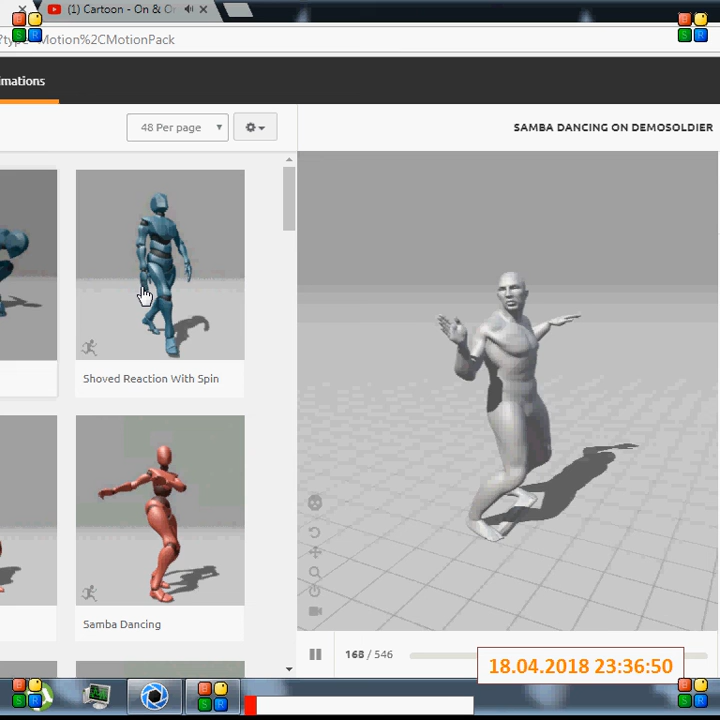 (1) Cartoon - On & O
?type=Motion%2CMotionPack
imations
48 Per page
SAMBA DANCING ON DEMOSOLDIER
Shoved Reaction With Spin
Samba Dancing
168 / 546
18.04.2018 23:36:50